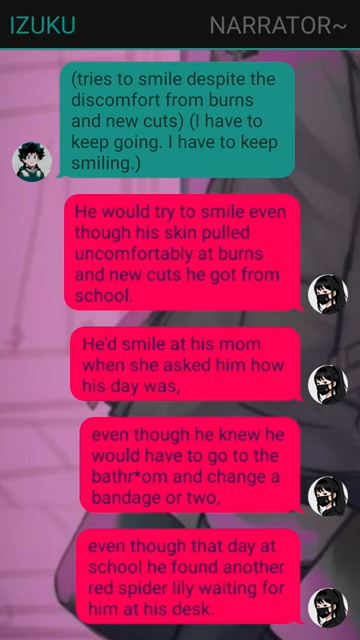 IZUKU NARRATOR~
(tries to smile despite the
discomfort from burns
and new cuts) (I have to
keep going. I have to keep
smiling.)
He would try to smile even
though his skin pulled
uncomfortably at burns
and new cuts he got from
school.
He'd smile at his mom
when she asked him how
his day was,
even though he knew he
would have to go to the
bathr*om and change a
bandage or two,
even though that day at
school he found another
red spider lily waiting for
him at his desk.